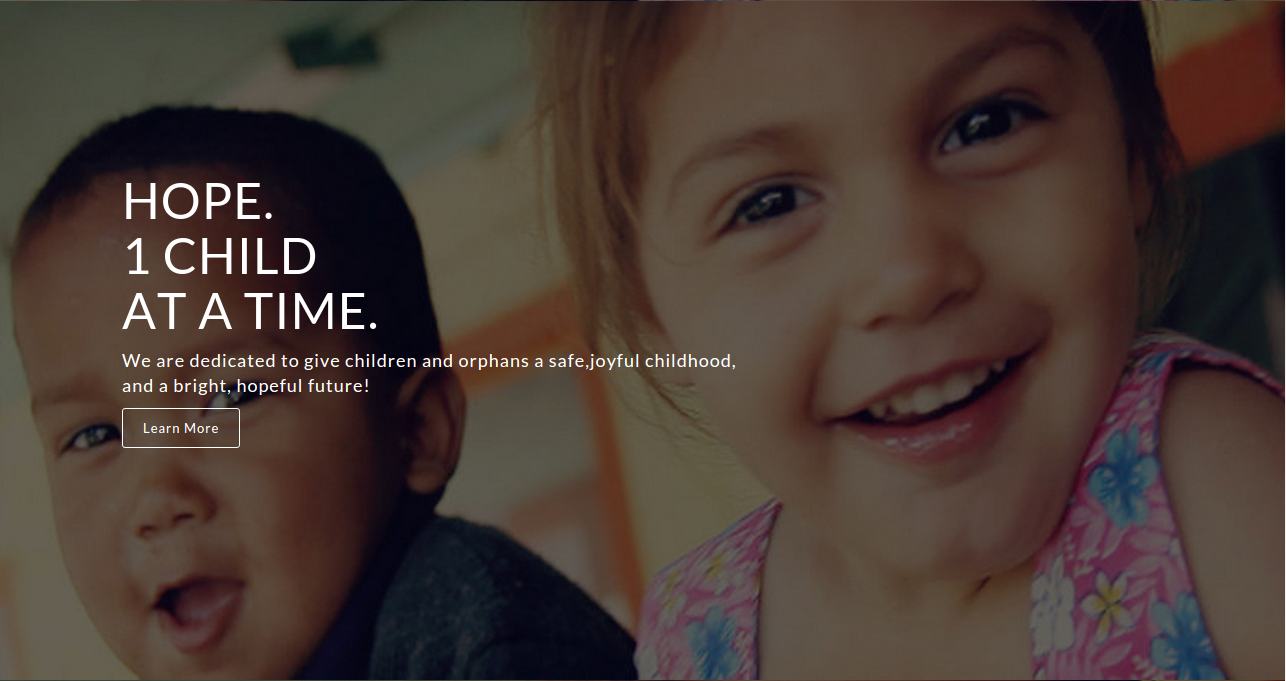 HOPE.
1 CHILD
AT A TIME.
We are dedicated to give children and orphans a safe,joyful childhood,
and a bright, hopeful future!
Learn More